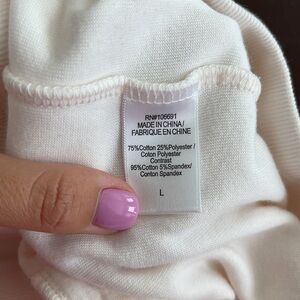 RN#106691
MADE IN CHINA/
FABRIQUE EN CHINE
75%Cotton 25%Polyester /
Coton Polyester
Contrast
95%Cotton 5%Spandex/
Conton Spandex
L